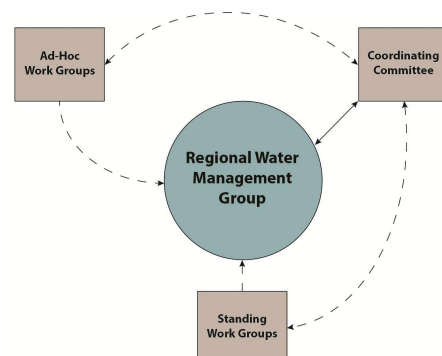 Ad-Hoc
Work Groups
Coordinating
Committee
Regional Water
Management
Group
Standing
Work Groups